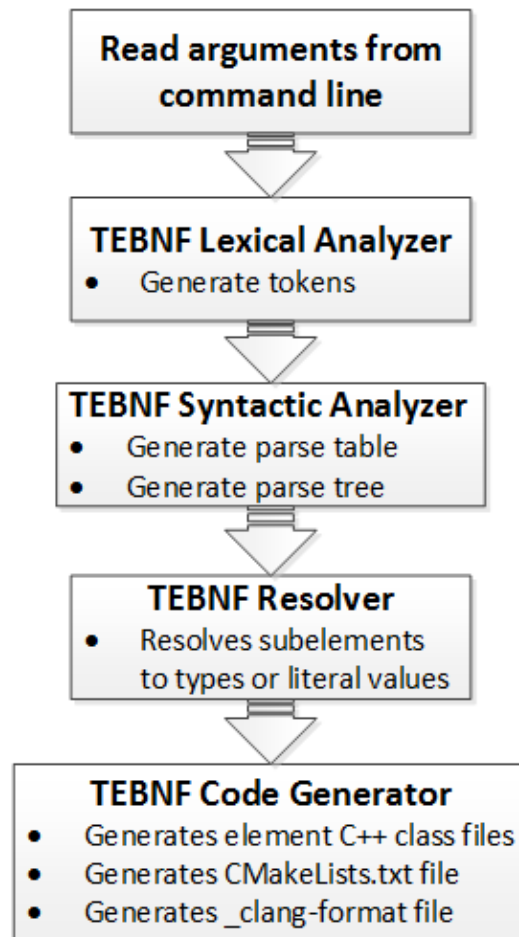 Read arguments from
command line
TEBNF Lexical Analyzer
• Generate tokens
TEBNF Syntactic Analyzer
• Generate parse table
• Generate parse tree
TEBNF Resolver
• Resolves subelements
to types or literal values
TEBNF Code Generator
• Generates element C++ class files
• Generates CMakeLists.txt file
• Generates _clang-format file